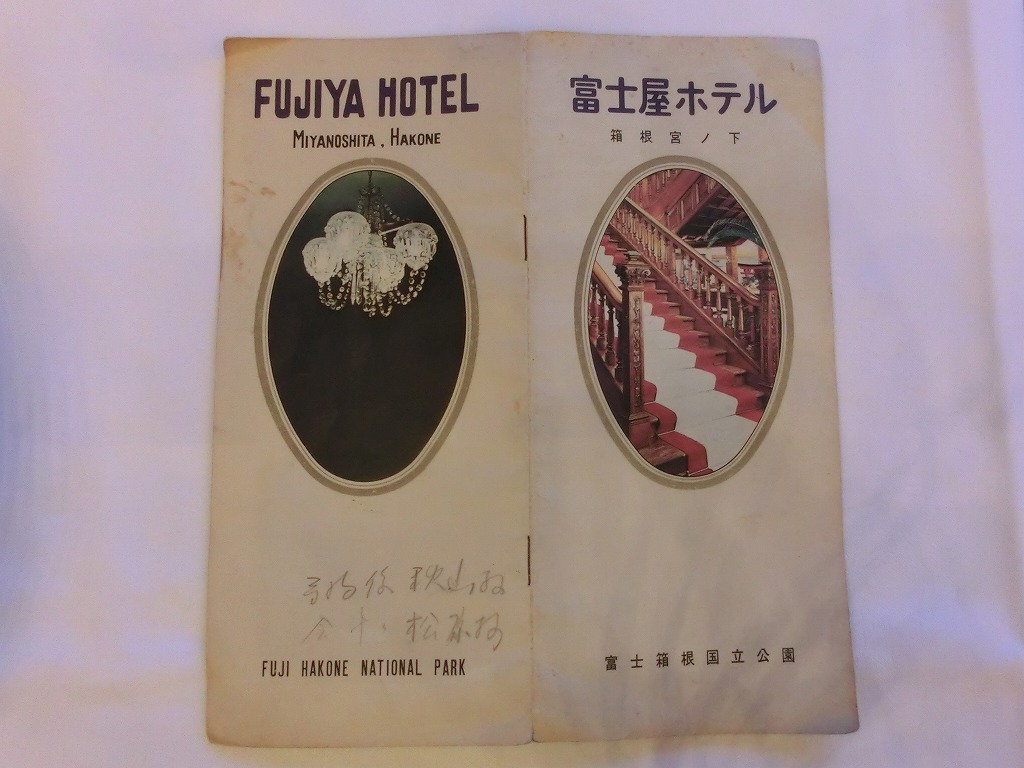 FUJIYA HOTEL
MIYANOSHITA, HAKONE
FUJI HAKONE NATIONAL PARK
富士屋ホテル
箱根宮ノ下
富士箱根国立公園